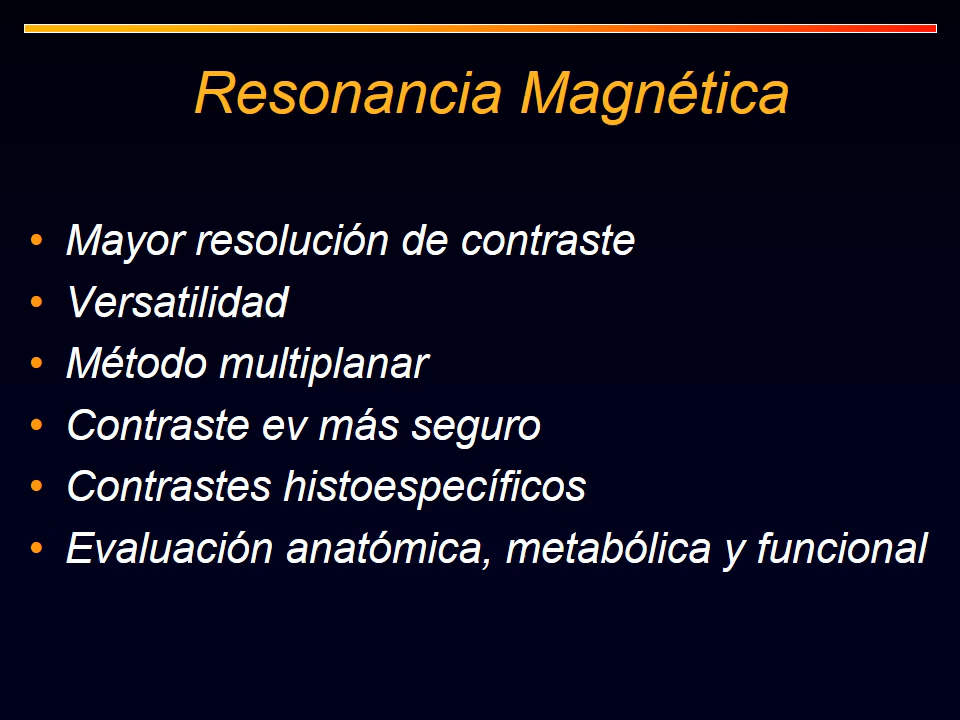 Resonancia Magnética
• Mayor resolución de contraste
• Versatilidad
• Método multiplanar
• Contraste ev más seguro
• Contrastes histoespecíficos
• Evaluación anatómica, metabólica y funcional